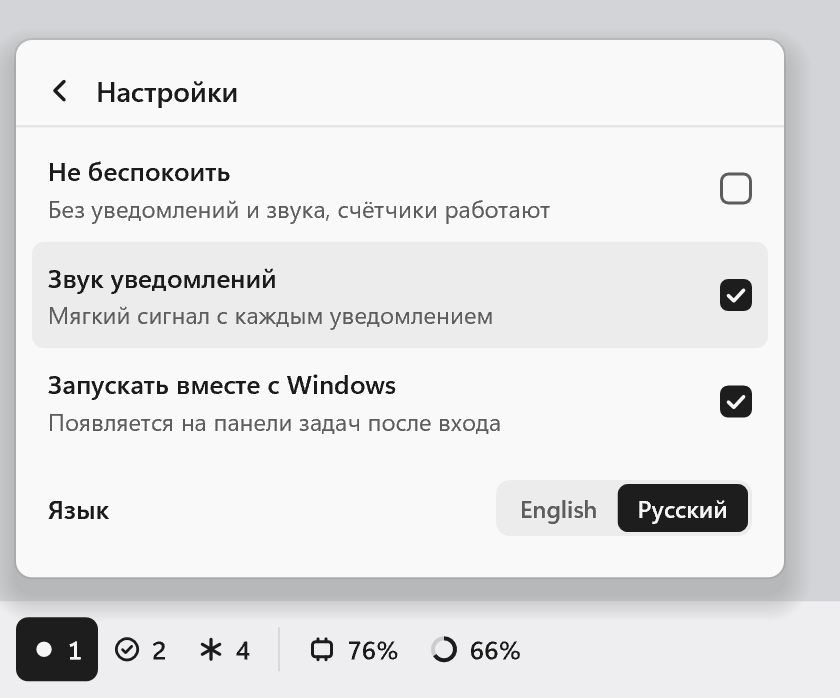 Настройки
Не беспокоить
Без уведомлений и звука, счётчики работают
Звук уведомлений
Мягкий сигнал с каждым уведомлением
Запускать вместе с Windows
Появляется на панели задач после входа
Язык English Русский
1 2 4 76% 66%